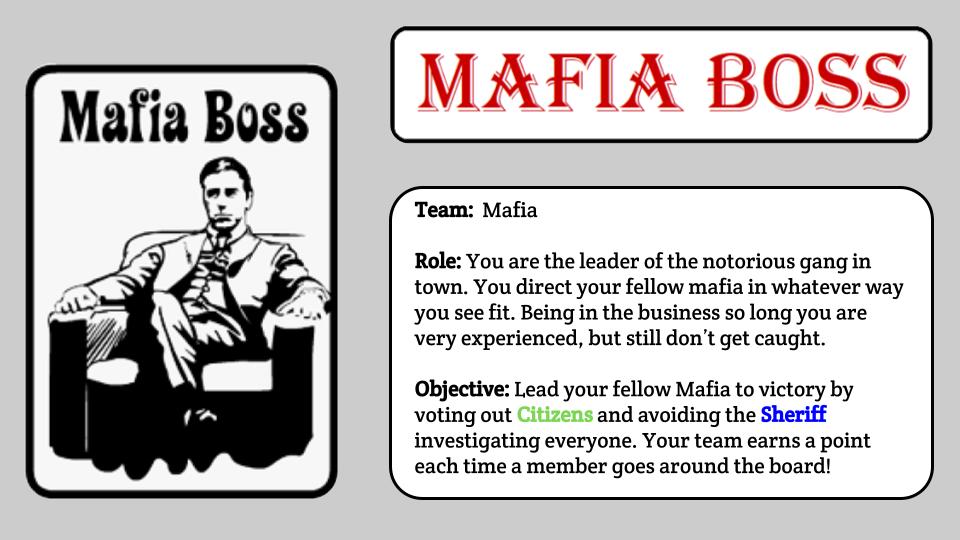 Mafia Boss
MAFIA BOSS
Team: Mafia
Role: You are the leader of the notorious gang in
town. You direct your fellow mafia in whatever way
you see fit. Being in the business so long you are
very experienced, but still don't get caught.
Objective: Lead your fellow Mafia to victory by
voting out Citizens and avoiding the Sheriff
investigating everyone. Your team earns a point
each time a member goes around the board!